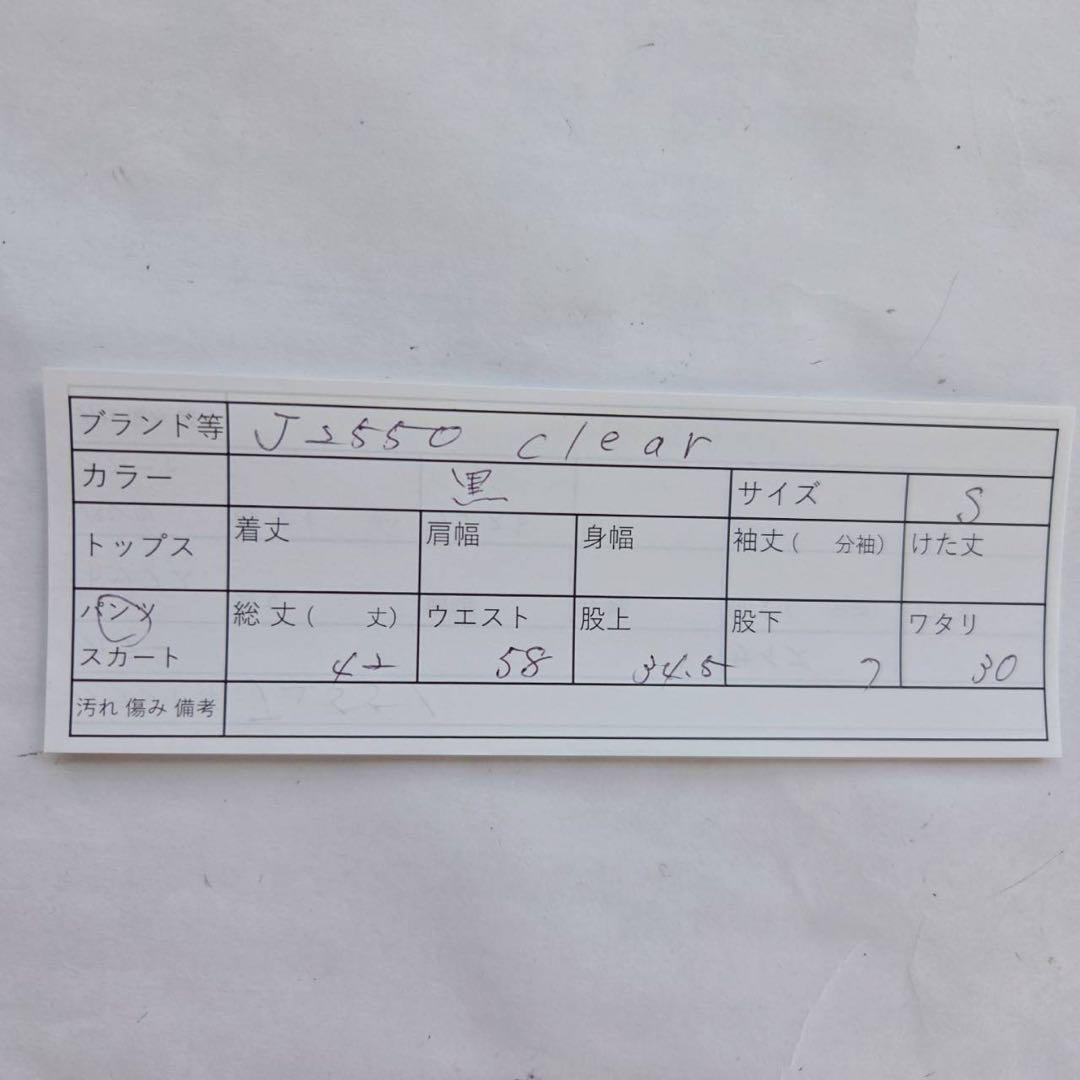 ブランド等 J2550 clear
カラー 黒 サイズ S
トップス 着丈 肩幅 身幅 袖丈( 分袖) けた丈
パンツ 総丈( 丈) ウエスト 股上 股下 ワタリ
スカート 42 58 34.5 7 30
汚れ 傷み 備考